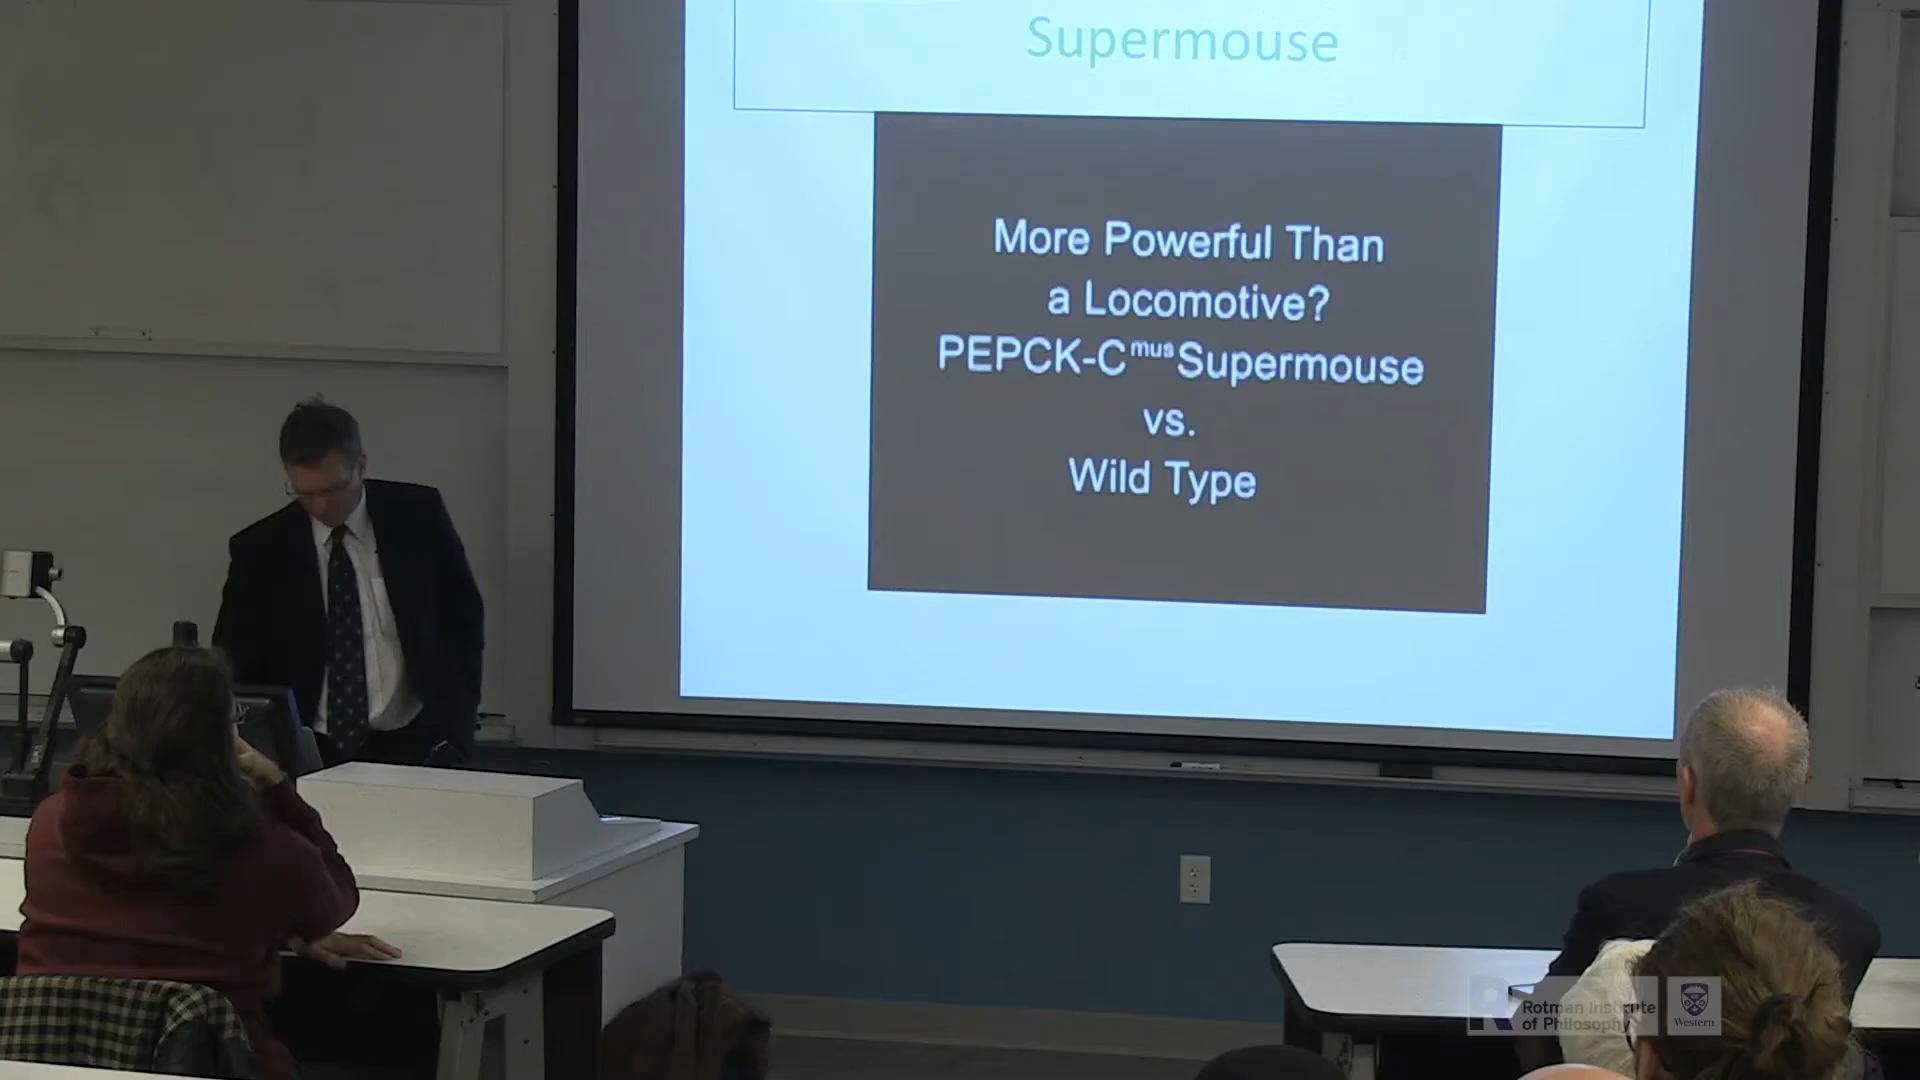 Supermouse
More Powerful Than
a Locomotive?
PEPCK-Cmus Supermouse
vs.
Wild Type
Rotman Institute
of Philosophy
Western